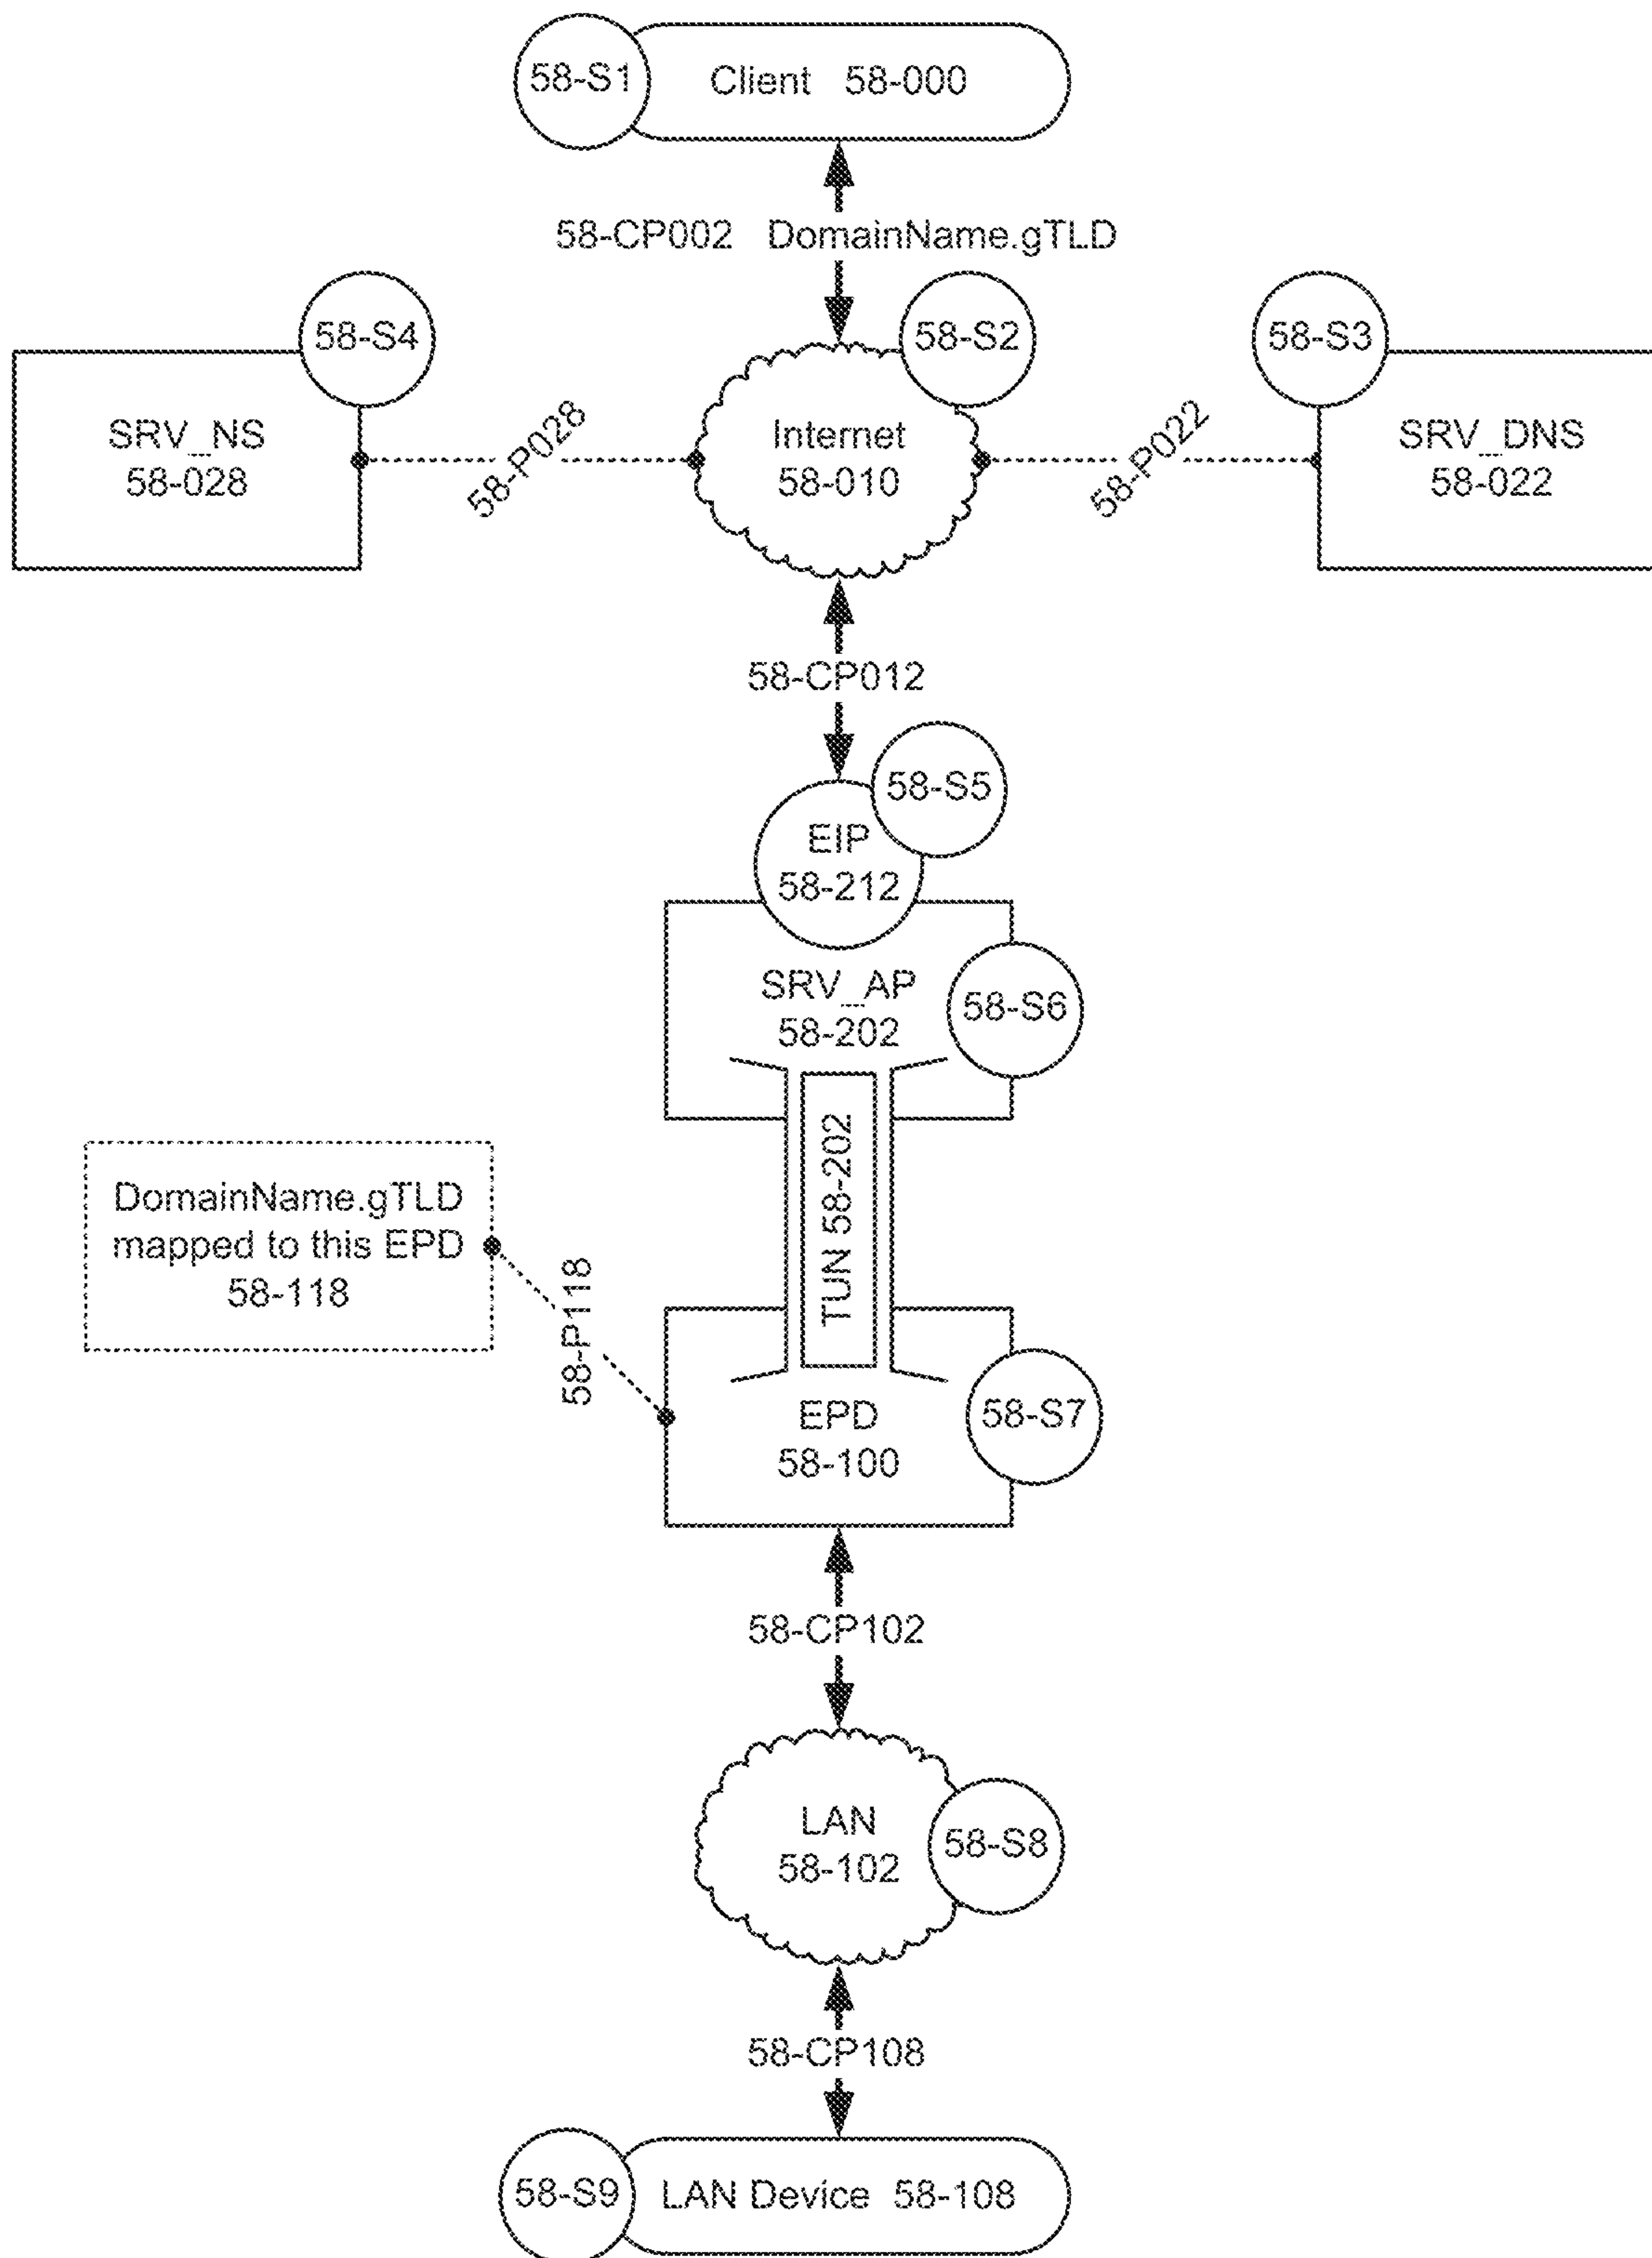 58-S1
Client 58-000
58-CP002 DomainName.gTLD
58-S4
58-S2
58-S3
SRV_NS
58-028
58-P028
Internet
58-010
58-P022
SRV_DNS
58-022
58-CP012
58-S5
EIP
58-212
SRV_AP
58-202
58-S6
TUN 58-202
DomainName.gTLD
mapped to this EPD
58-118
58-P118
EPD
58-100
58-S7
58-CP102
LAN
58-102
58-S8
58-CP108
58-S9
LAN Device 58-108